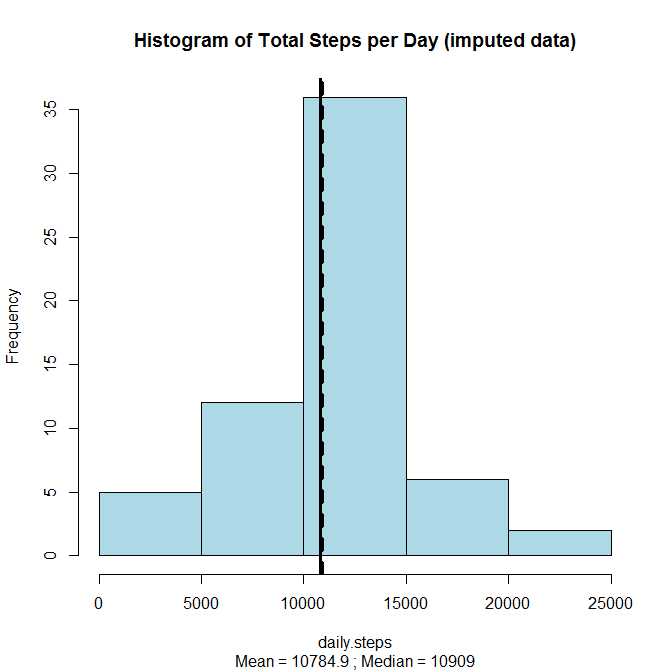 Histogram of Total Steps per Day (imputed data)
Frequency
35
30
25
20
15
10
5
0
0 5000 10000 15000 20000 25000
daily.steps
Mean = 10784.9 ; Median = 10909